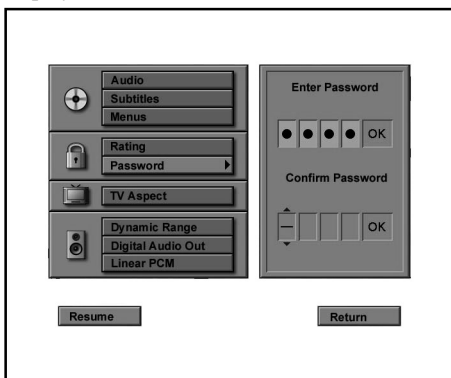 Audio
Subtitles
Menus
Rating
Password
TV Aspect
Dynamic Range
Digital Audio Out
Linear PCM
Enter Password
OK
Confirm Password
OK
Resume
Return